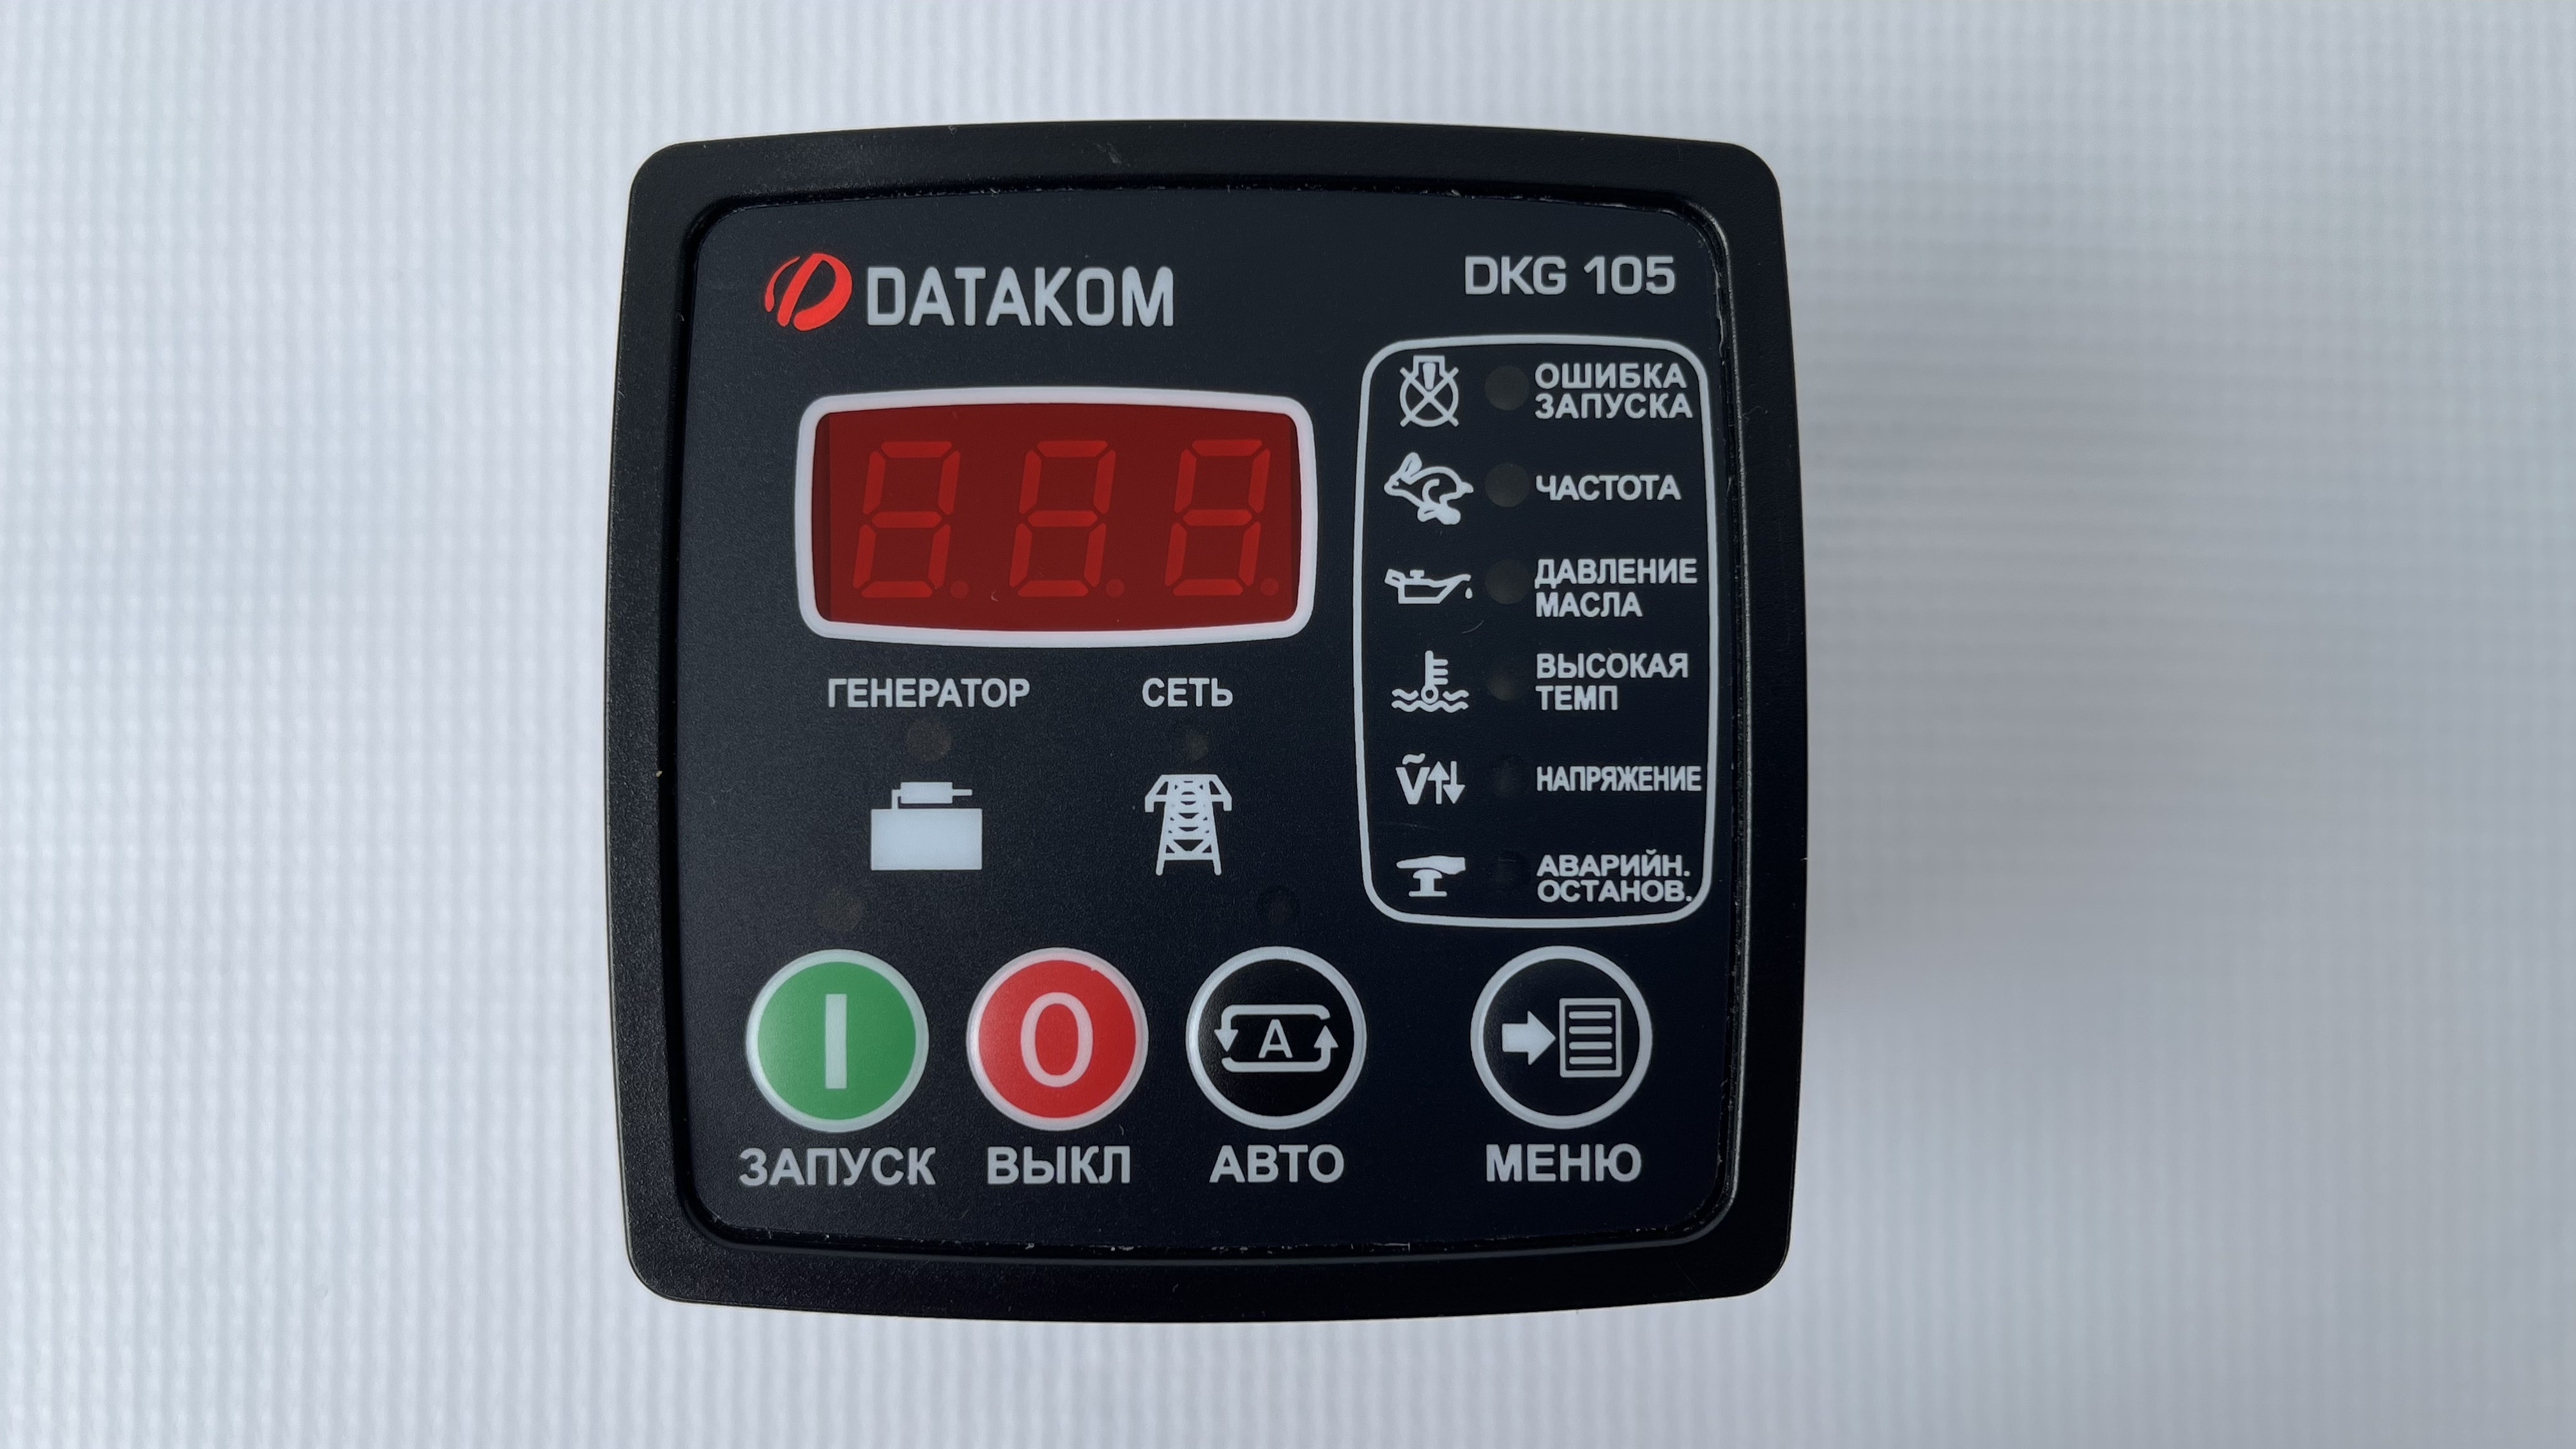 DATAKOM
DKG 105
ОШИБКА
ЗАПУСКА
ЧАСТОТА
ДАВЛЕНИЕ
МАСЛА
ВЫСОКАЯ
ТЕМП
V
НАПРЯЖЕНИЕ
АВАРИЙН.
ОСТАНОВ.
ГЕНЕРАТОР
СЕТЬ
I
O
A
ЗАПУСК
ВЫКЛ
АВТО
МЕНЮ